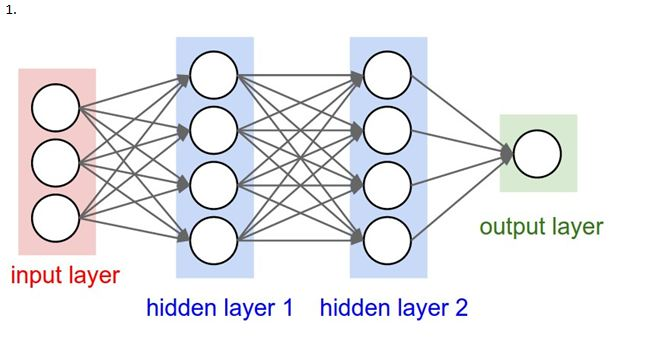 1.
output layer
input layer
hidden layer 1
hidden layer 2